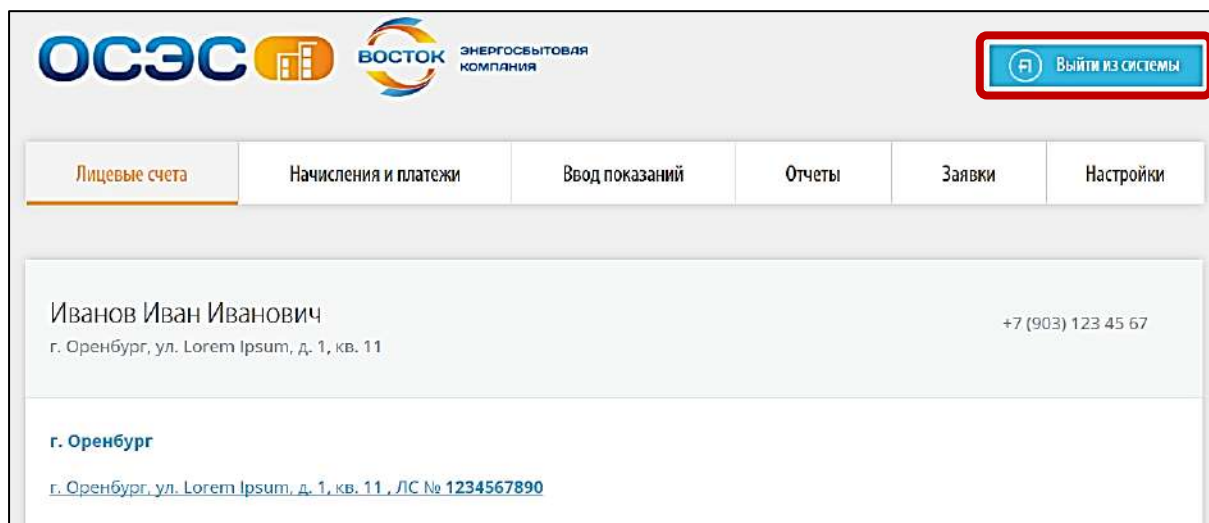 ОСЭС ВОСТОК ЭНЕРГОСБЫТОВАЯ
КОМПАНИЯ
Выйти из системы
Лицевые счета Начисления и платежи Ввод показаний Отчеты Заявки Настройки
Иванов Иван Иванович
+7 (903) 123 45 67
г. Оренбург, ул. Lorem Ipsum, д. 1, кв. 11
г. Оренбург
г. Оренбург, ул. Lorem Ipsum, д. 1, кв. 11 , ЛС № 1234567890